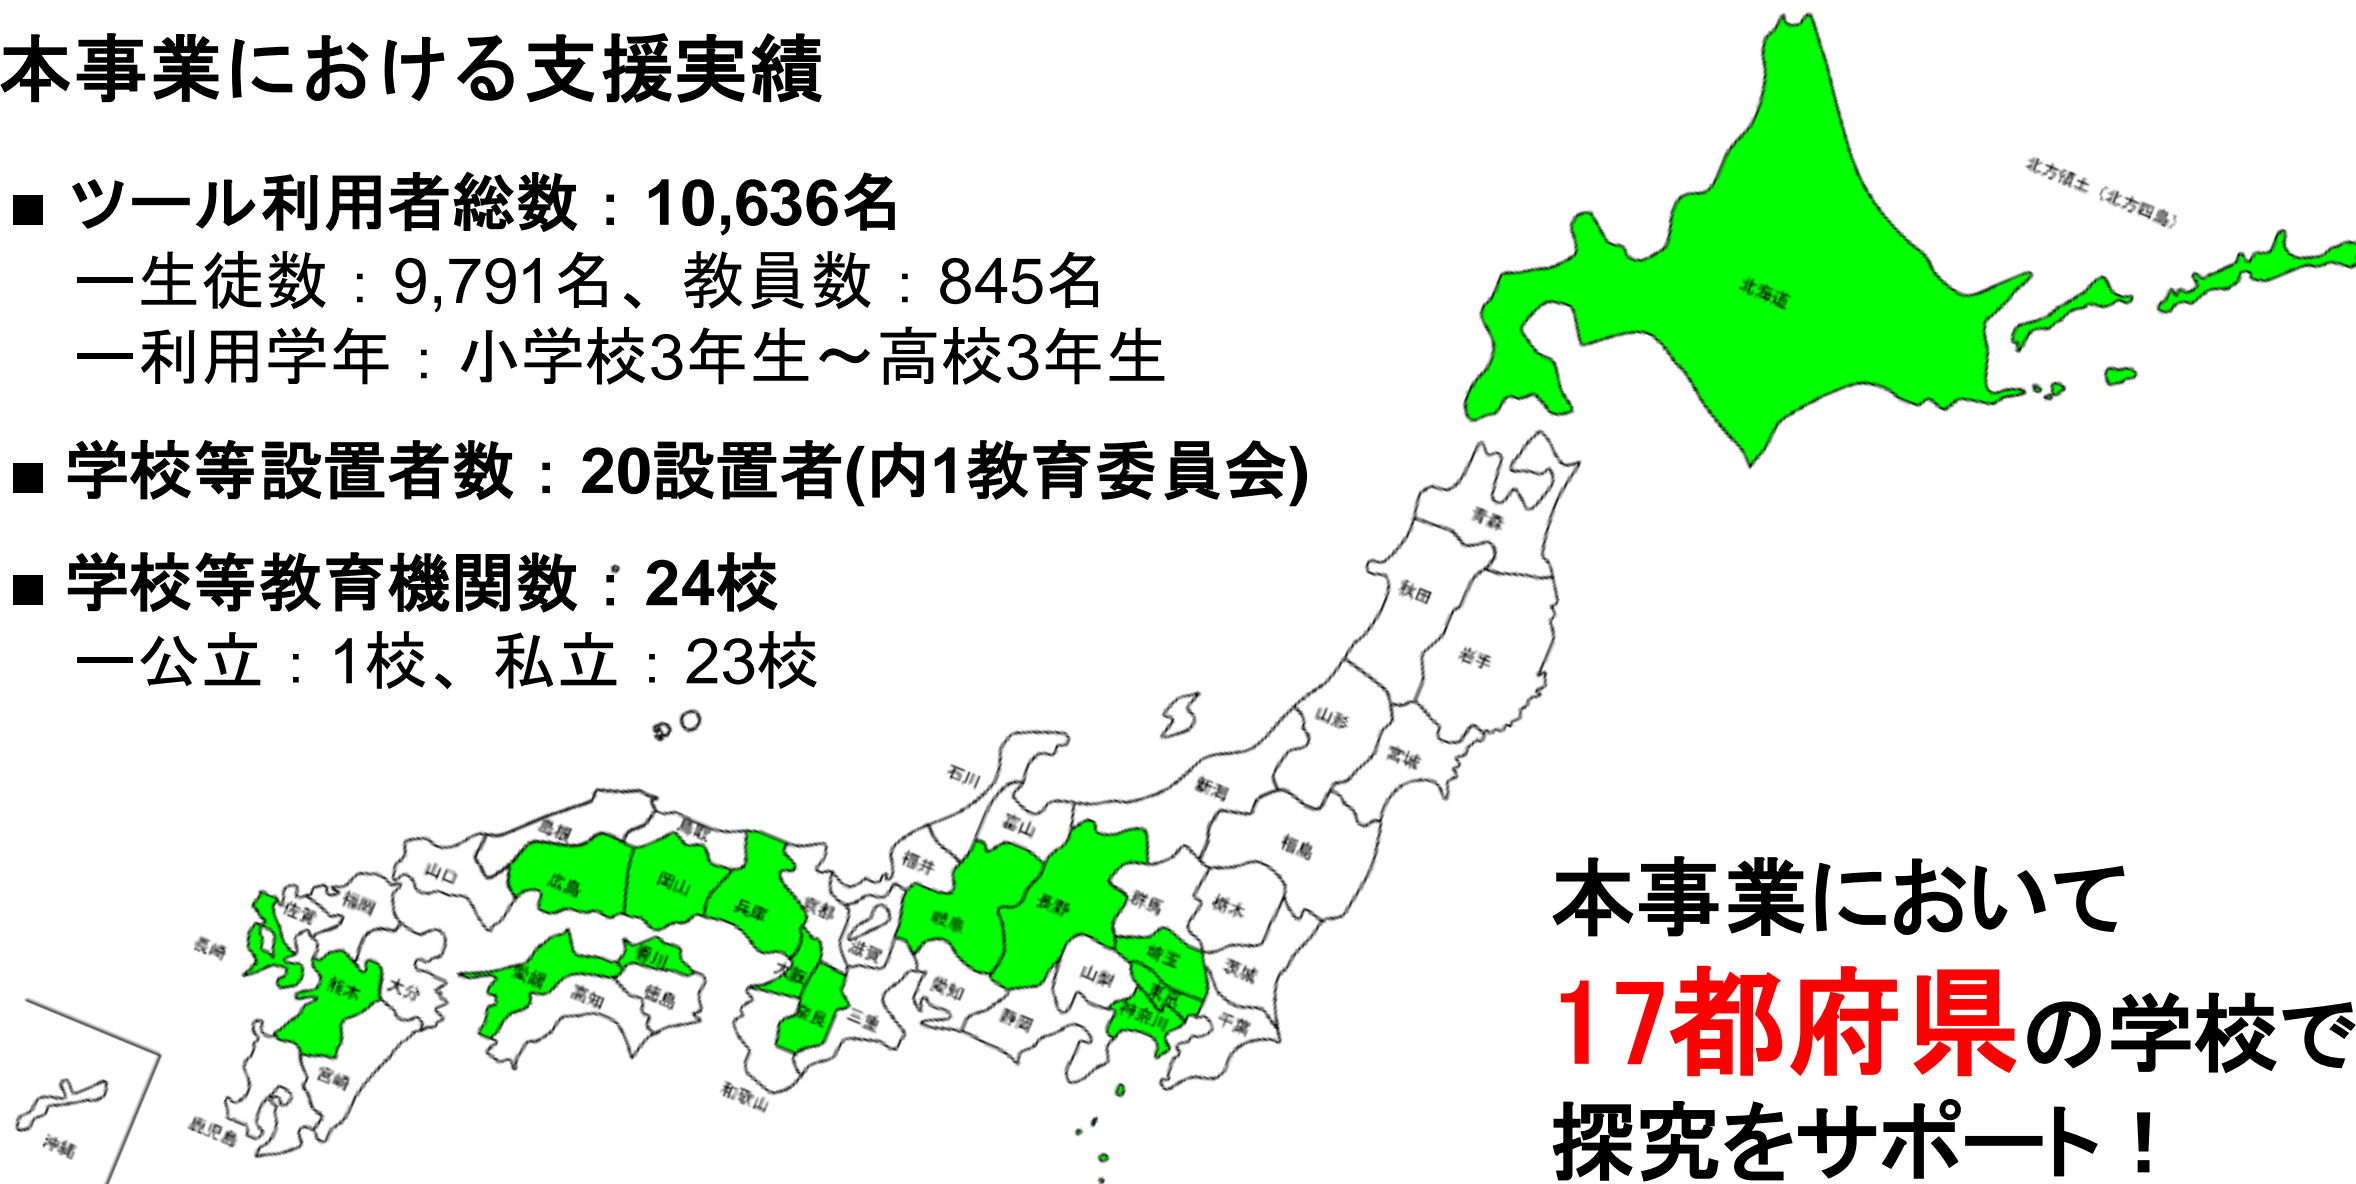 本事業における支援実績
■ ツール利用者総数：10,636名
―生徒数：9,791名、教員数：845名
―利用学年：小学校3年生～高校3年生
■ 学校等設置者数：20設置者(内1教育委員会)
■ 学校等教育機関数：24校
―公立：1校、私立：23校
北方領土（北方四島）
北海道
青森
秋田
岩手
山形
宮城
石川
新潟
富山
福島
島根
鳥取
福井
山口
広島
岡山
兵庫
京都
岐阜
長野
群馬
栃木
佐賀
福岡
長崎
滋賀
埼玉
茨城
熊本
大分
愛媛
香川
高知
徳島
大阪
奈良
三重
愛知
静岡
山梨
東京
神奈川
千葉
宮崎
和歌山
鹿児島
沖縄
本事業において
17都府県の学校で
探究をサポート！